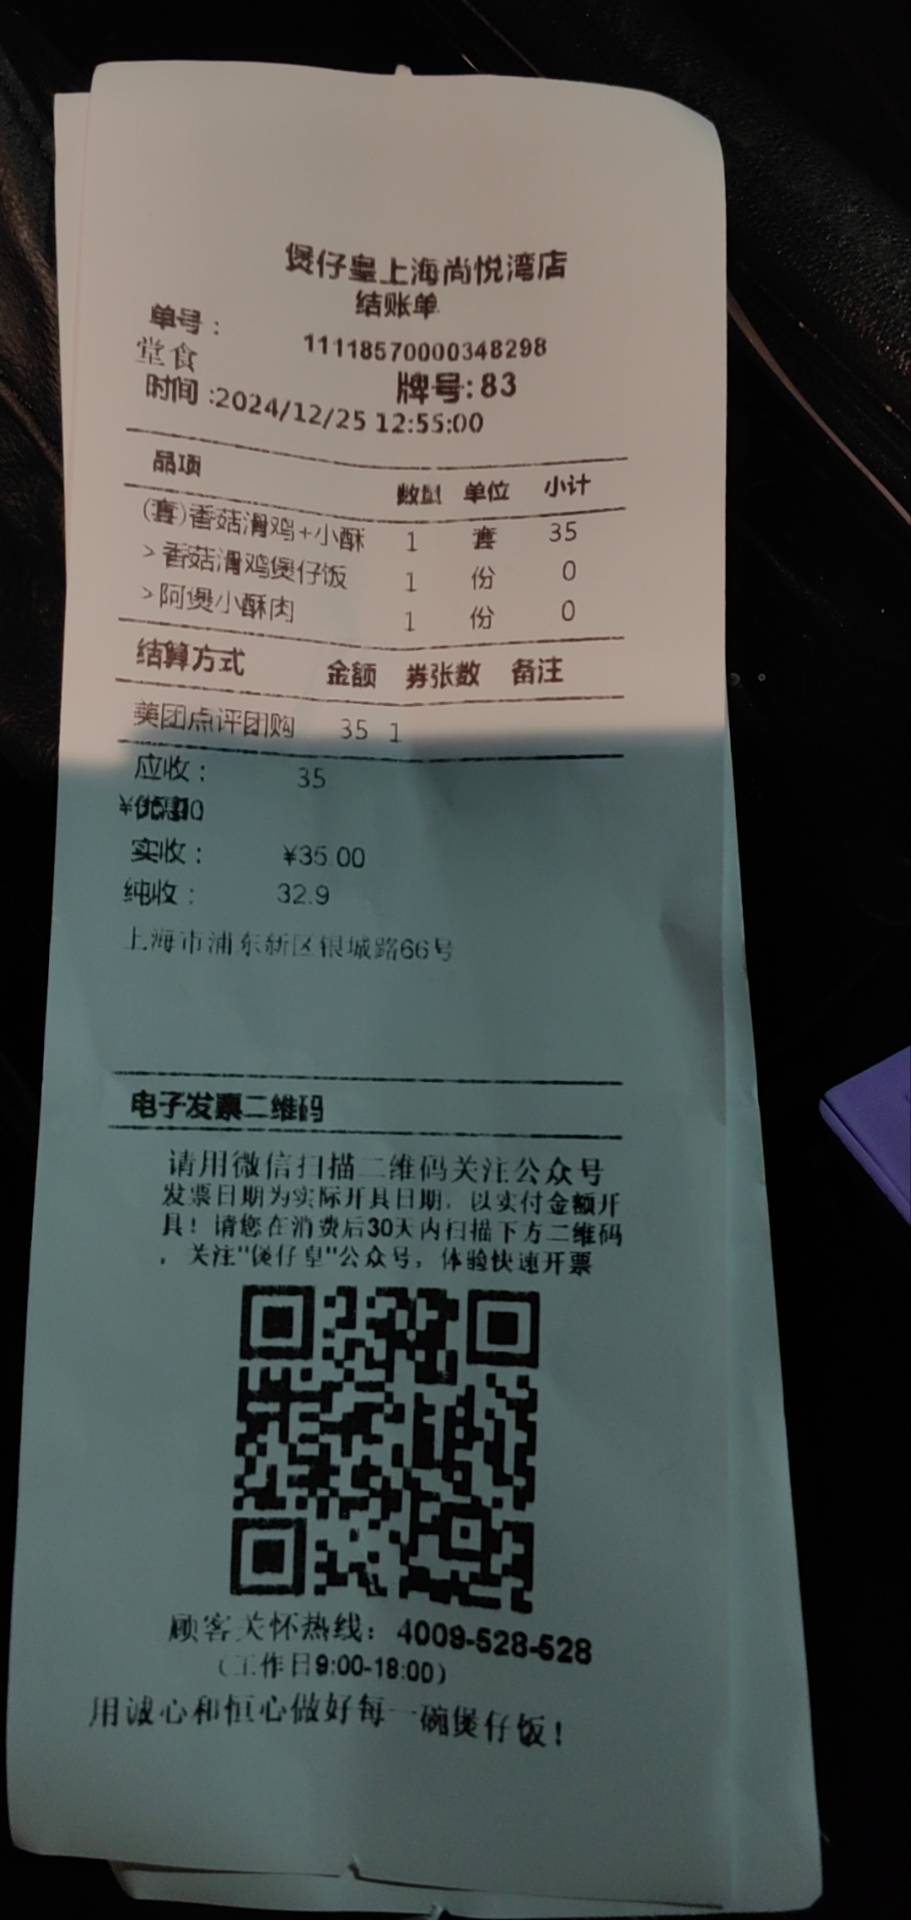 煲仔皇上海尚悦湾店
结账单
单号： 11118570000348298
堂食 牌号:83
时间:2024/12/25 12:55:00
品项 数量 单位 小计
(套)香菇滑鸡+小酥 1 套 35
>香菇滑鸡煲仔饭 1 份 0
>阿煲小酥肉 1 份 0
结算方式 金额 券张数 备注
美团点评团购 35 1
应收： 35
实收： ¥35.00
纯收： 32.9
上海市浦东新区银城路66号
电子发票二维码
请用微信扫描二维码关注公众号
发票日期为实际开具日期，以实付金额开
具！请您在消费后30天内扫描下方二维码
，关注"煲仔皇"公众号，体验快速开票
顾客关怀热线：4009-528-528
（工作日9:00-18:00）
用诚心和恒心做好每一碗煲仔饭！